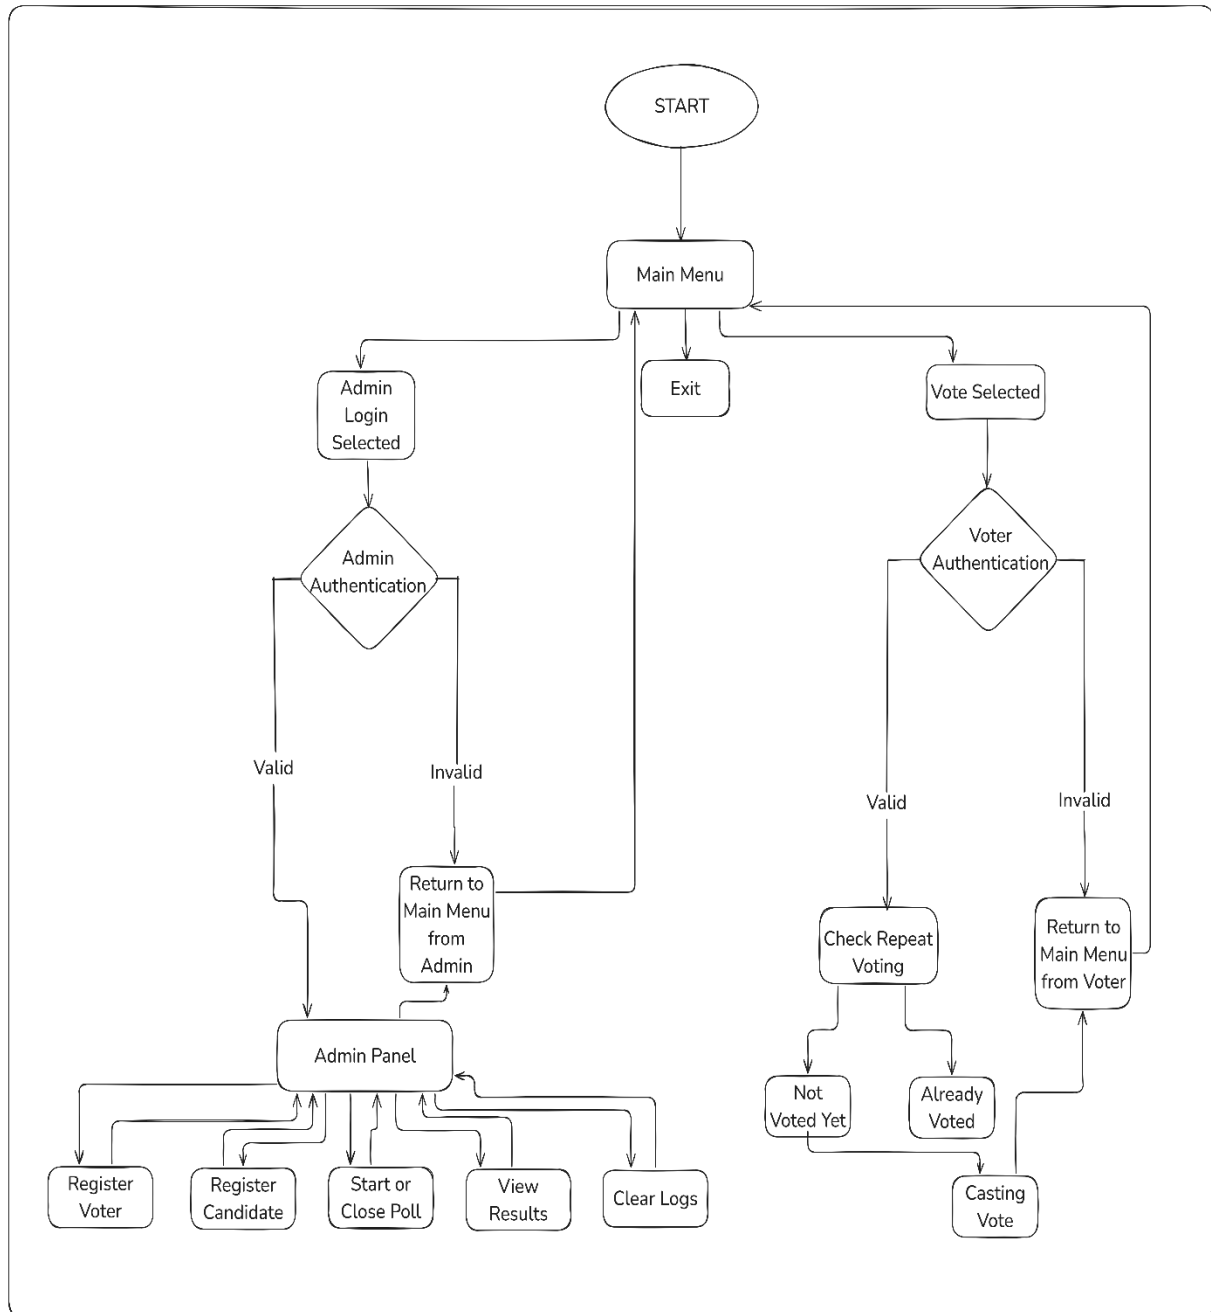 START
Main Menu
Exit
Admin
Login
Selected
Vote Selected
Admin
Authentication
Voter
Authentication
Valid
Invalid
Valid
Invalid
Return to
Main Menu
from
Admin
Check Repeat
Voting
Return to
Main Menu
from Voter
Admin Panel
Not
Voted Yet
Already
Voted
Register
Voter
Register
Candidate
Start or
Close Poll
View
Results
Clear Logs
Casting
Vote